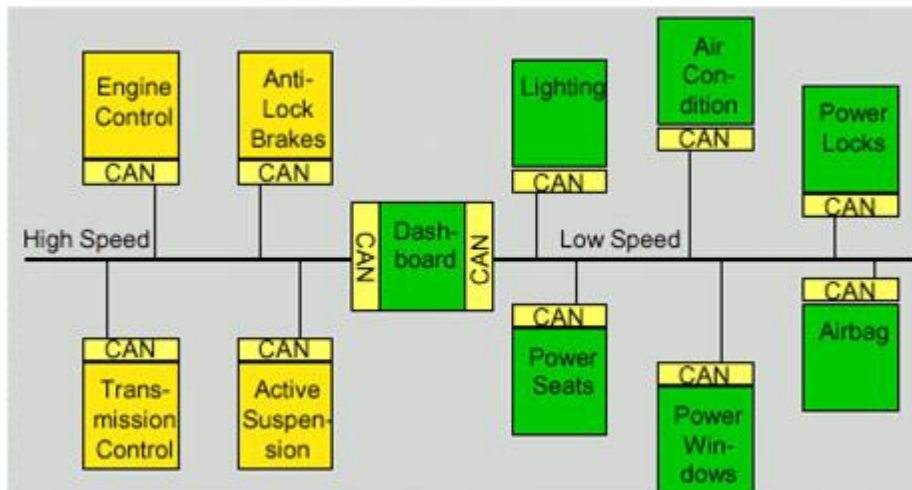 Engine
Control
CAN
Anti-
Lock
Brakes
CAN
Lighting
CAN
Air
Con-
dition
CAN
Power
Locks
CAN
High Speed
CAN
Dash-
board
CAN
Low Speed
CAN
Trans-
mission
Control
CAN
Active
Suspen-
sion
CAN
Power
Seats
CAN
Power
Win-
dows
CAN
Airbag